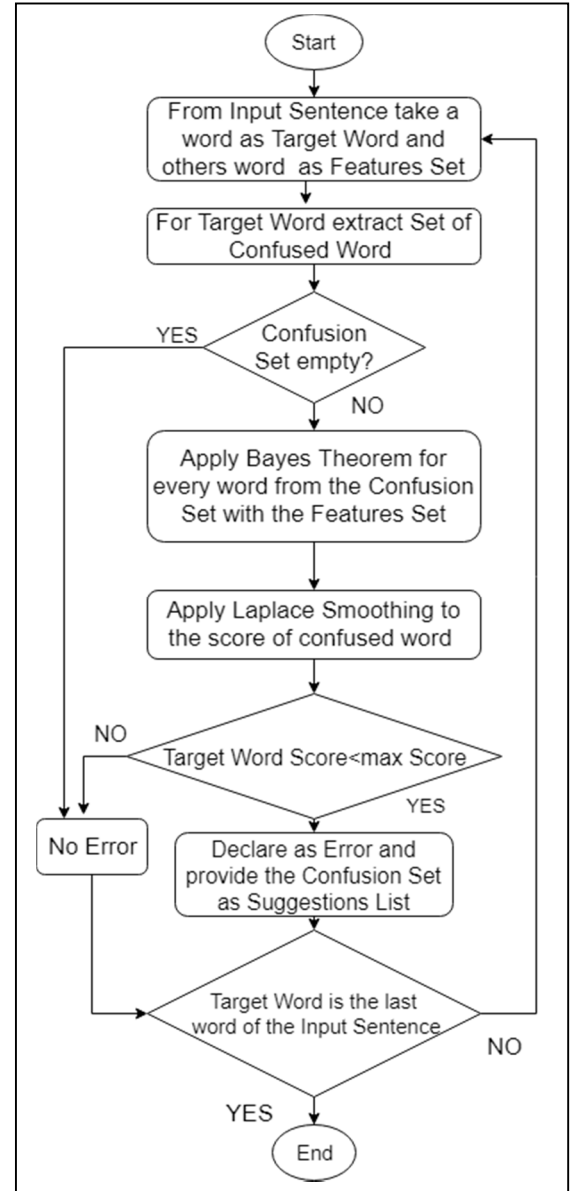 Start
From Input Sentence take a
word as Target Word and
others word as Features Set
For Target Word extract Set of
Confused Word
YES
Confusion
Set empty?
NO
Apply Bayes Theorem for
every word from the Confusion
Set with the Features Set
Apply Laplace Smoothing to
the score of confused word
NO
Target Word Score<max Score
YES
No Error
Declare as Error and
provide the Confusion Set
as Suggestions List
Target Word is the last
word of the Input Sentence
NO
YES
End